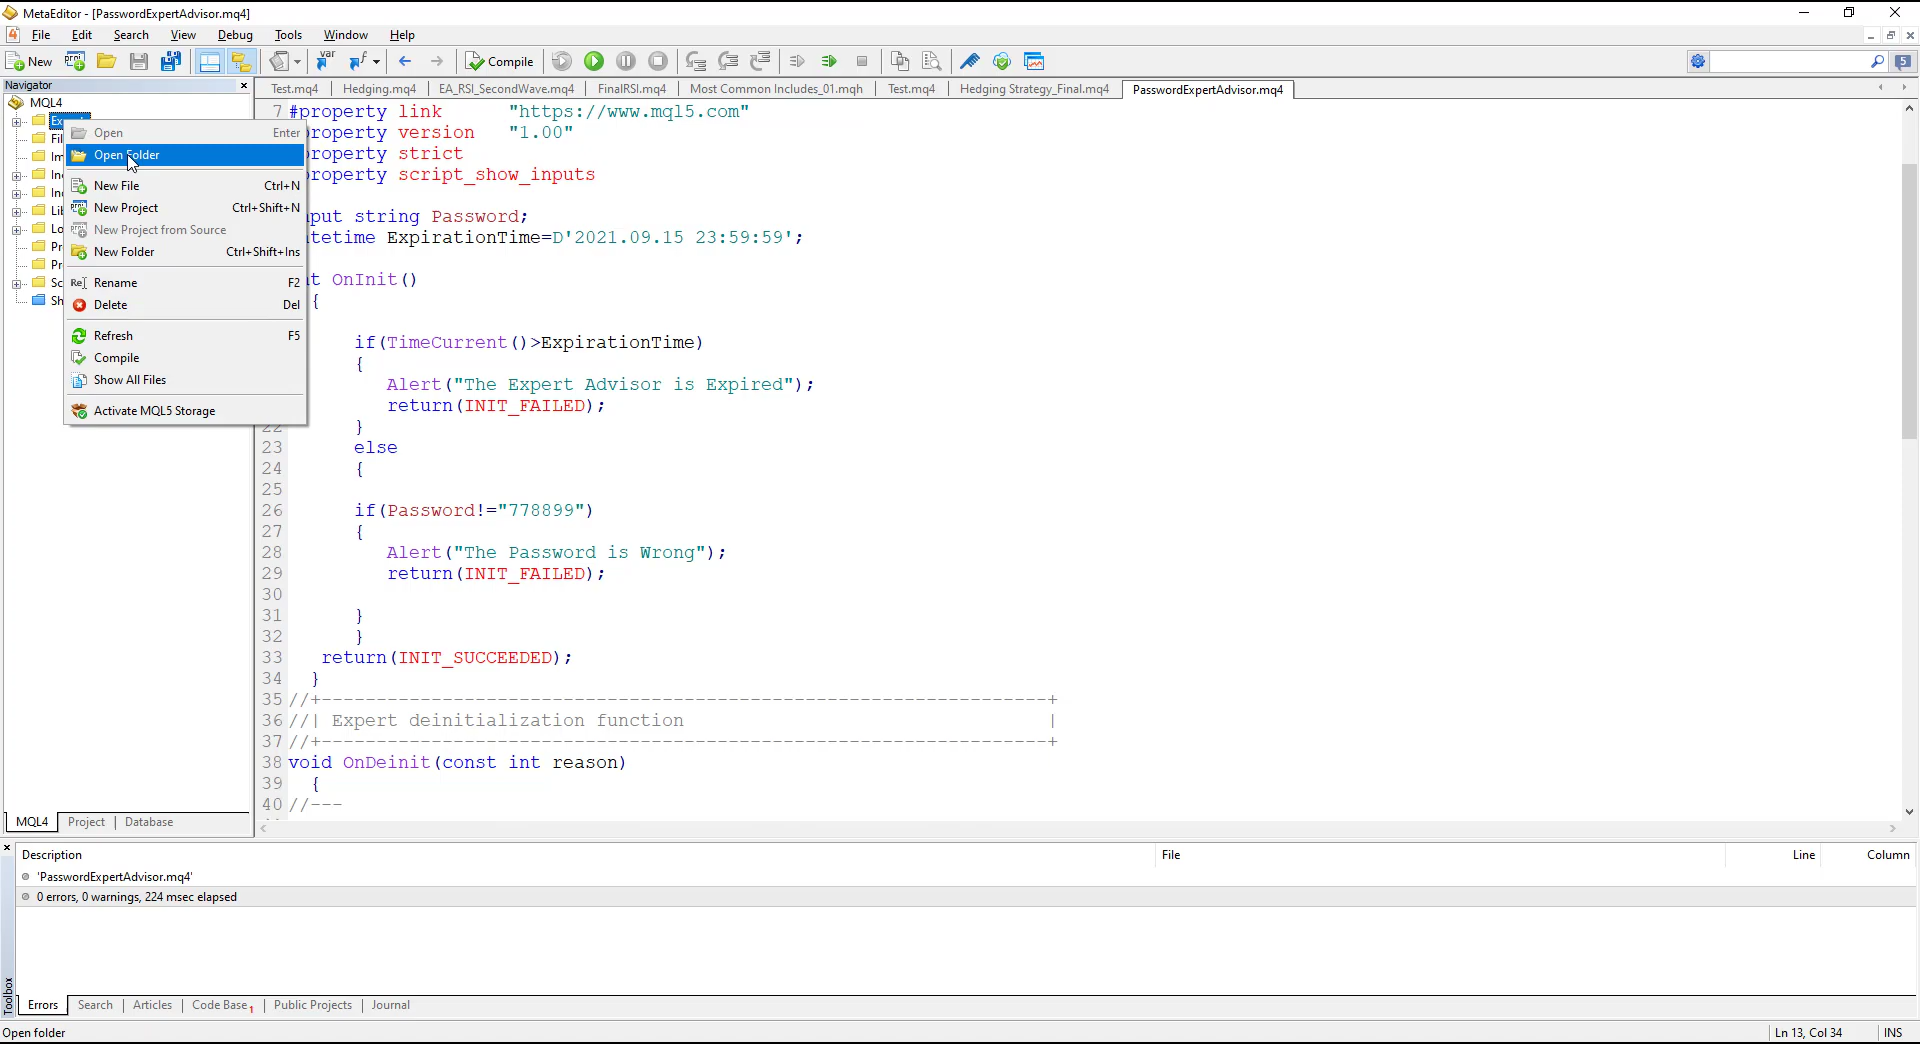 MetaEditor - [PasswordExpertAdvisor.mq4]
File Edit Search View Debug Tools Window Help
New Compile 5
Navigator
Test.mq4 Hedging.mq4 EA_RSI_SecondWave.mq4 FinalRSI.mq4 Most Common Includes_01.mqh Test.mq4 Hedging Strategy_Final.mq4 PasswordExpertAdvisor.mq4
MQL4
Open Enter
Open Folder
New File Ctrl+N
New Project Ctrl+Shift+N
New Project from Source
New Folder Ctrl+Shift+Ins
Rename F2
Delete Del
Refresh F5
Compile
Show All Files
Activate MQL5 Storage
7 #property link "https://www.mql5.com"
property version "1.00"
property strict
property script_show_inputs
put string Password;
tetime ExpirationTime=D'2021.09.15 23:59:59';
t OnInit()
{
if(TimeCurrent()>ExpirationTime)
{
Alert("The Expert Advisor is Expired");
return(INIT_FAILED);
22 }
23 else
24 {
25
26 if(Password!="778899")
27 {
28 Alert("The Password is Wrong");
29 return(INIT_FAILED);
30
31 }
32 }
33 return(INIT_SUCCEEDED);
34 }
35 //+------------------------------------------------------------------+
36 //| Expert deinitialization function |
37 //+------------------------------------------------------------------+
38 void OnDeinit(const int reason)
39 {
40 //---
MQL4 Project Database
Description File Line Column
'PasswordExpertAdvisor.mq4'
0 errors, 0 warnings, 224 msec elapsed
Toolbox
Errors Search Articles Code Base 1 Public Projects Journal
Open folder Ln 13, Col 34 INS